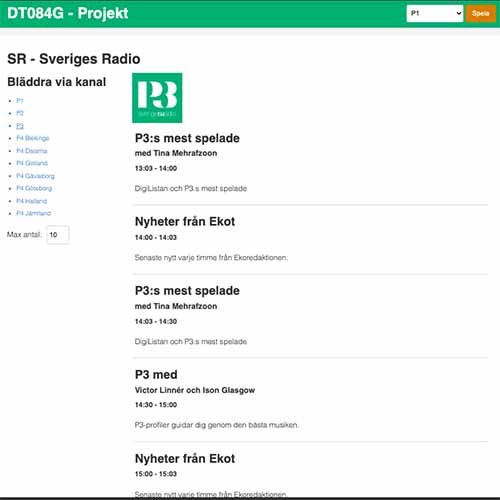 DT084G - Projekt
P1
Spela
SR - Sveriges Radio
Bläddra via kanal
P1
P2
P3
P4 Blekinge
P4 Dalarna
P4 Gotland
P4 Gävleborg
P4 Göteborg
P4 Halland
P4 Jämtland
Max antal: 10
P3
sverigesradio
P3:s mest spelade
med Tina Mehrafzoon
13:03 - 14:00
DigiListan och P3:s mest spelade
Nyheter från Ekot
14:00 - 14:03
Senaste nytt varje timme från Ekoredaktionen.
P3:s mest spelade
med Tina Mehrafzoon
14:03 - 14:30
DigiListan och P3:s mest spelade
P3 med
Victor Linnér och Ison Glasgow
14:30 - 15:00
P3-profiler guidar dig genom den bästa musiken.
Nyheter från Ekot
15:00 - 15:03
Senaste nytt varje timme från Ekoredaktionen.